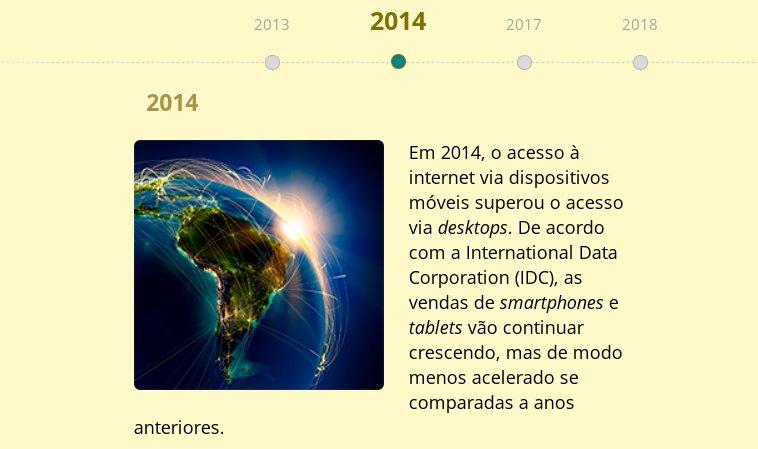 2013
2014
2017
2018
2014
Em 2014, o acesso à
internet via dispositivos
móveis superou o acesso
via desktops. De acordo
com a International Data
Corporation (IDC), as
vendas de smartphones e
tablets vão continuar
crescendo, mas de modo
menos acelerado se
comparadas a anos
anteriores.